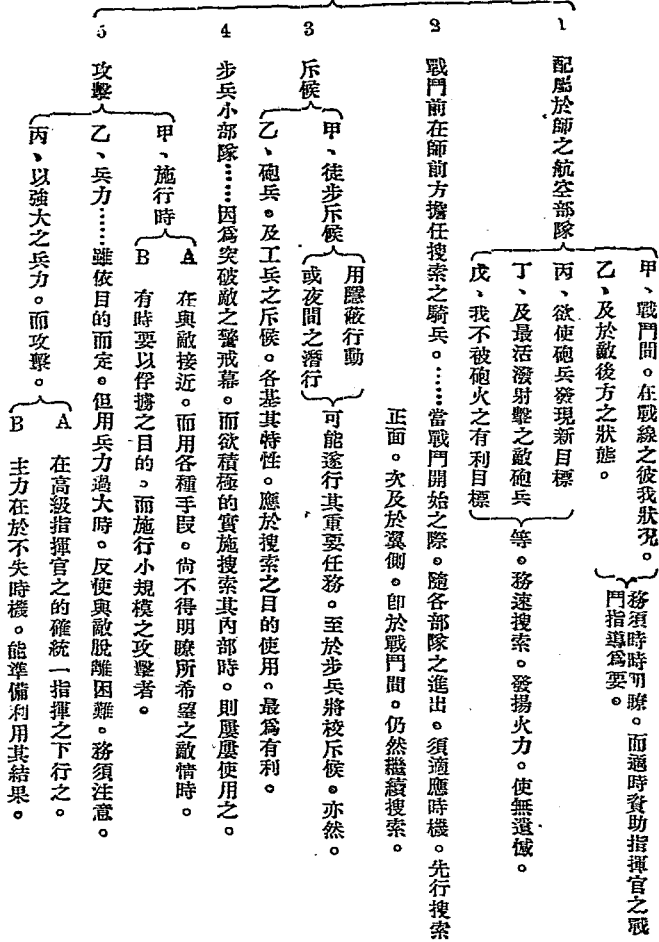 1 配屬於師之航空部隊
甲、戰鬥間。在戰線之彼我狀況。
乙、及於敵後方之狀態。
務須時時明瞭。而適時資助指揮官之戰
鬥指導爲要。
丙、欲使砲兵發現新目標
丁、及最活潑射擊之敵砲兵
戊、我不被砲火之有利目標
等。務速搜索。發揚火力。使無遺憾。
2 戰鬥前在師前方擔任搜索之騎兵。……當戰鬥開始之際。隨各部隊之進出。須適應時機。先行搜索
正面。次及於翼側。卽於戰鬥間。仍然繼續搜索。
3 斥候
甲、徒步斥候
用隱蔽行動
或夜間之潛行
可能遂行其重要任務。至於步兵將校斥候。亦然。
乙、砲兵。及工兵之斥候。各基其特性。應於搜索之目的使用。最爲有利。
4 步兵小部隊……因爲突破敵之警戒幕。而欲積極的實施搜索其內部時。則屢屢使用之。
5 攻擊
甲、施行時
A 在與敵接近。而用各種手段。尙不得明瞭所希望之敵情時。
B 有時要以俘擄之目的。而施行小規模之攻擊者。
乙、兵力……雖依目的而定。但用兵力過大時。反使與敵脫離困難。務須注意。
丙、以強大之兵力。而攻擊。
A 在高級指揮官之的確統一指揮之下行之。
B 主力在於不失時機。能準備利用其結果。